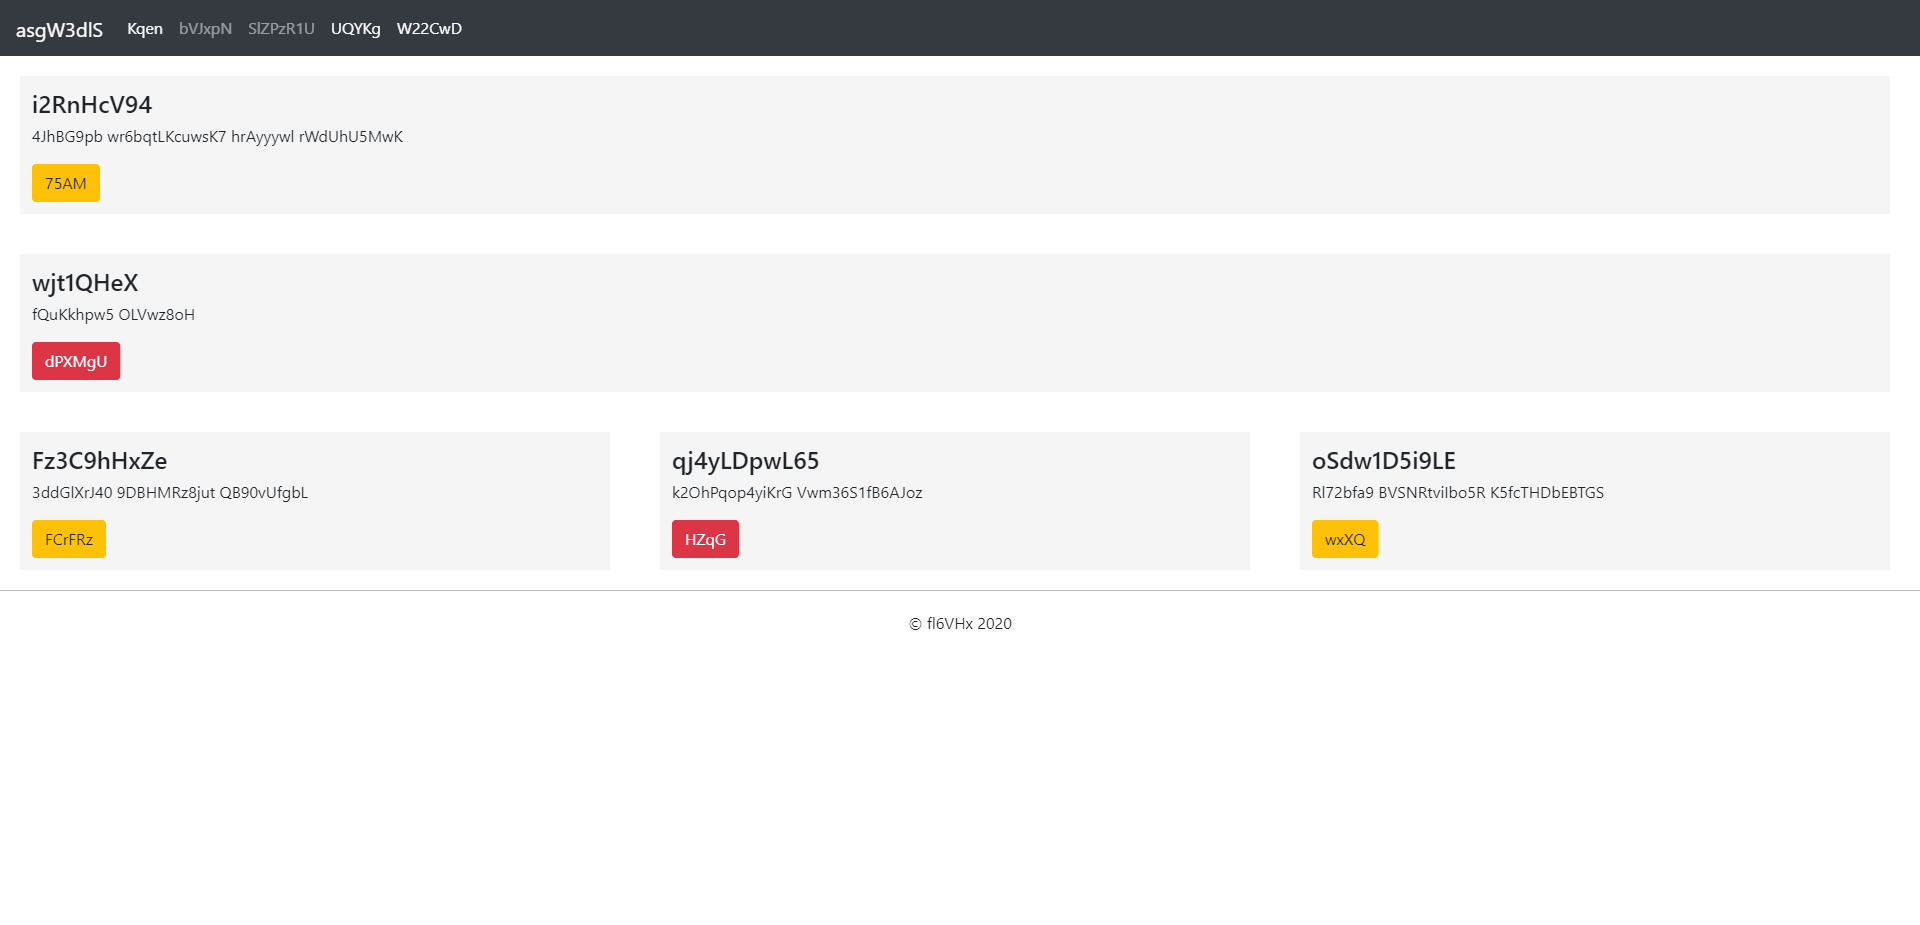 asgW3dlS Kqen bVJxpN SlZPzR1U UQYKg W22CwD
i2RnHcV94
4JhBG9pb wr6bqtLKcuwsK7 hrAyyywl rWdUhU5MwK
75AM
wjt1QHeX
fQuKkhpw5 OLVwz8oH
dPXMgU
Fz3C9hHxZe
3ddGlXrJ40 9DBHMRz8jut QB90vUfgbL
FCrFRz
qj4yLDpwL65
k2OhPqop4yiKrG Vwm36S1fB6AJoz
HZqG
oSdw1D5i9LE
Rl72bfa9 BVSNRtviIbo5R K5fcTHDbEBTGS
wxXQ
© fl6VHx 2020